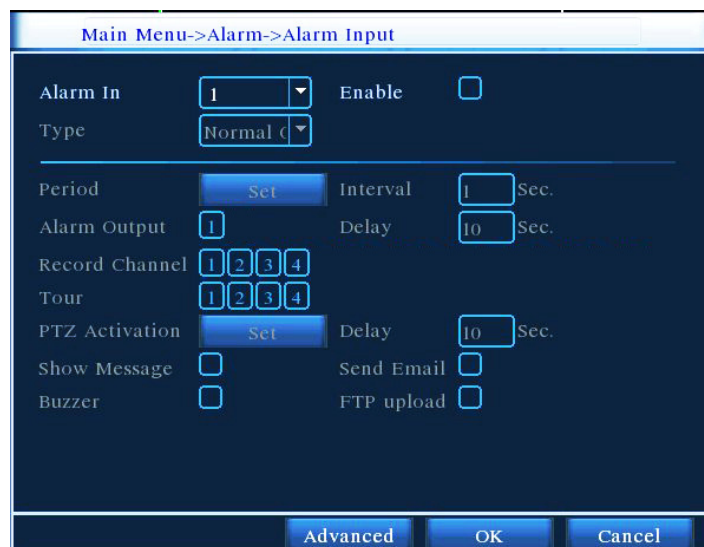 Main Menu->Alarm->Alarm Input
Alarm In 1 Enable
Type Normal
Period Set Interval 1 Sec.
Alarm Output 1 Delay 10 Sec.
Record Channel 1 2 3 4
Tour 1 2 3 4
PTZ Activation Set Delay 10 Sec.
Show Message Send Email
Buzzer FTP upload
Advanced OK Cancel